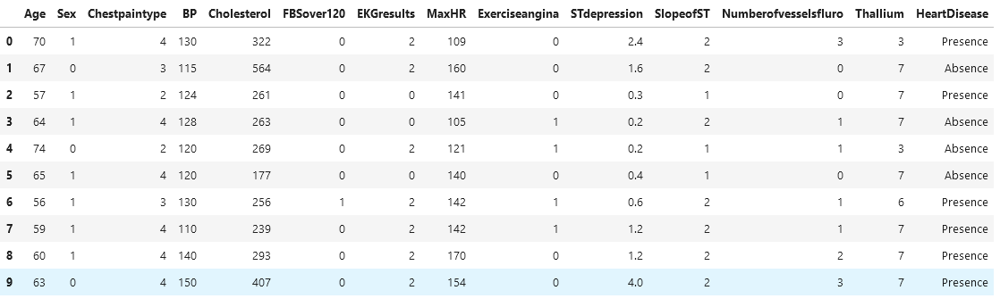 Age Sex Chestpaintype BP Cholesterol FBSover120 EKGresults MaxHR Exerciseangina STdepression SlopeofST Numberofvesselsfluro Thallium HeartDisease
0 70 1 4 130 322 0 2 109 0 2.4 2 3 3 Presence
1 67 0 3 115 564 0 2 160 0 1.6 2 0 7 Absence
2 57 1 2 124 261 0 0 141 0 0.3 1 0 7 Presence
3 64 1 4 128 263 0 0 105 1 0.2 2 1 7 Absence
4 74 0 2 120 269 0 2 121 1 0.2 1 1 3 Absence
5 65 1 4 120 177 0 0 140 0 0.4 1 0 7 Absence
6 56 1 3 130 256 1 2 142 1 0.6 2 1 6 Presence
7 59 1 4 110 239 0 2 142 1 1.2 2 1 7 Presence
8 60 1 4 140 293 0 2 170 0 1.2 2 2 7 Presence
9 63 0 4 150 407 0 2 154 0 4.0 2 3 7 Presence